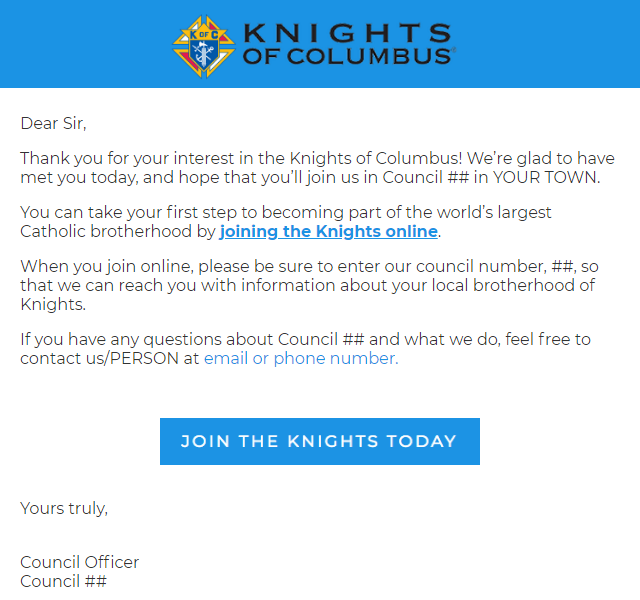 K OF C
KNIGHTS
OF COLUMBUS®
Dear Sir,
Thank you for your interest in the Knights of Columbus! We’re glad to have
met you today, and hope that you’ll join us in Council ## in YOUR TOWN.
You can take your first step to becoming part of the world’s largest
Catholic brotherhood by joining the Knights online.
When you join online, please be sure to enter our council number, ##, so
that we can reach you with information about your local brotherhood of
Knights.
If you have any questions about Council ## and what we do, feel free to
contact us/PERSON at email or phone number.
JOIN THE KNIGHTS TODAY
Yours truly,
Council Officer
Council ##